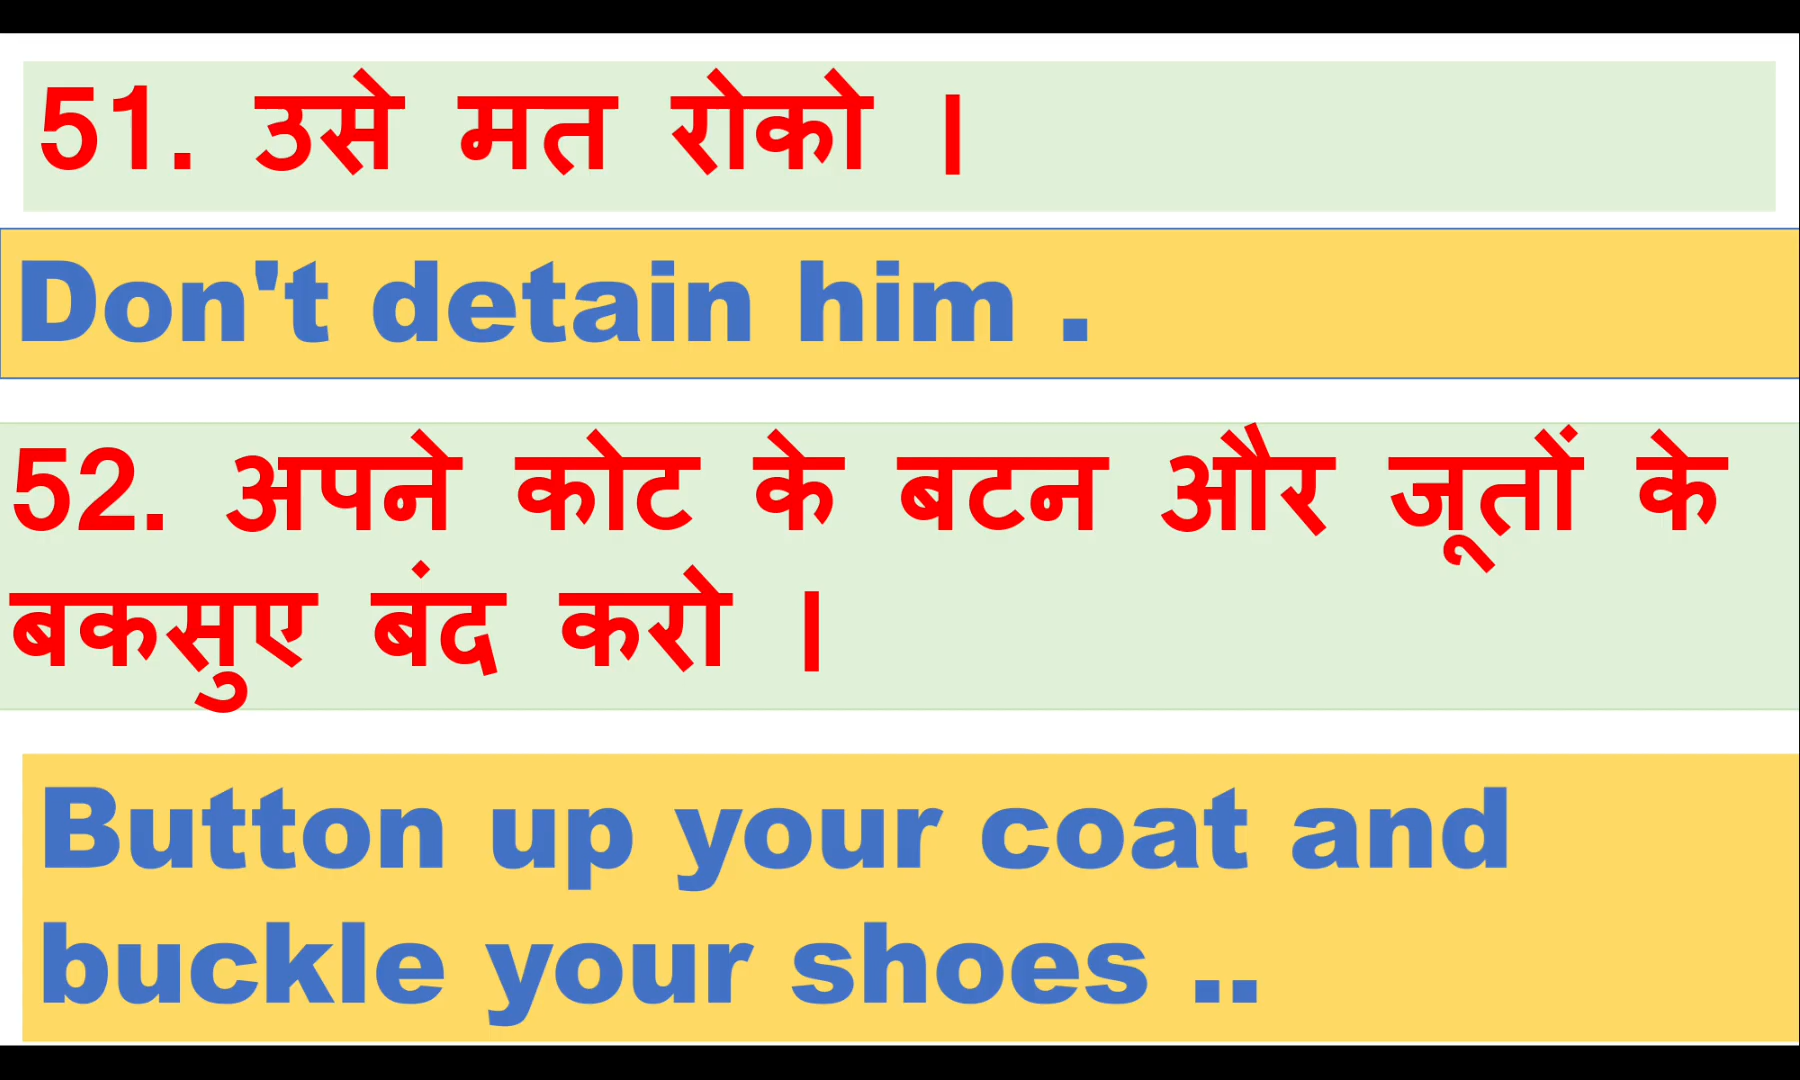 51. उसे मत रोको ।
Don't detain him .
52. अपने कोट के बटन और जूतों के
बकसुए बंद करो ।
Button up your coat and
buckle your shoes ..